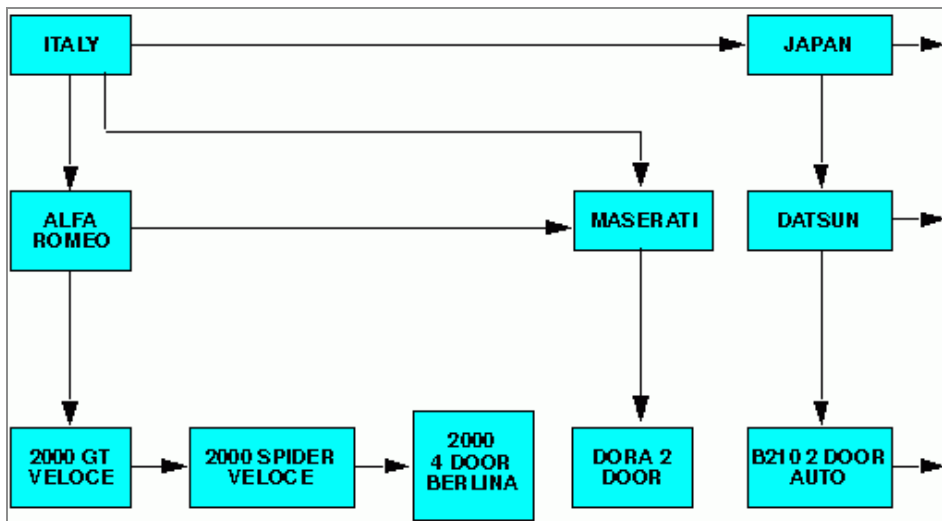 ITALY
JAPAN
ALFA
ROMEO
MASERATI
DATSUN
2000 GT
VELOCE
2000 SPIDER
VELOCE
2000
4 DOOR
BERLINA
DORA 2
DOOR
B210 2 DOOR
AUTO